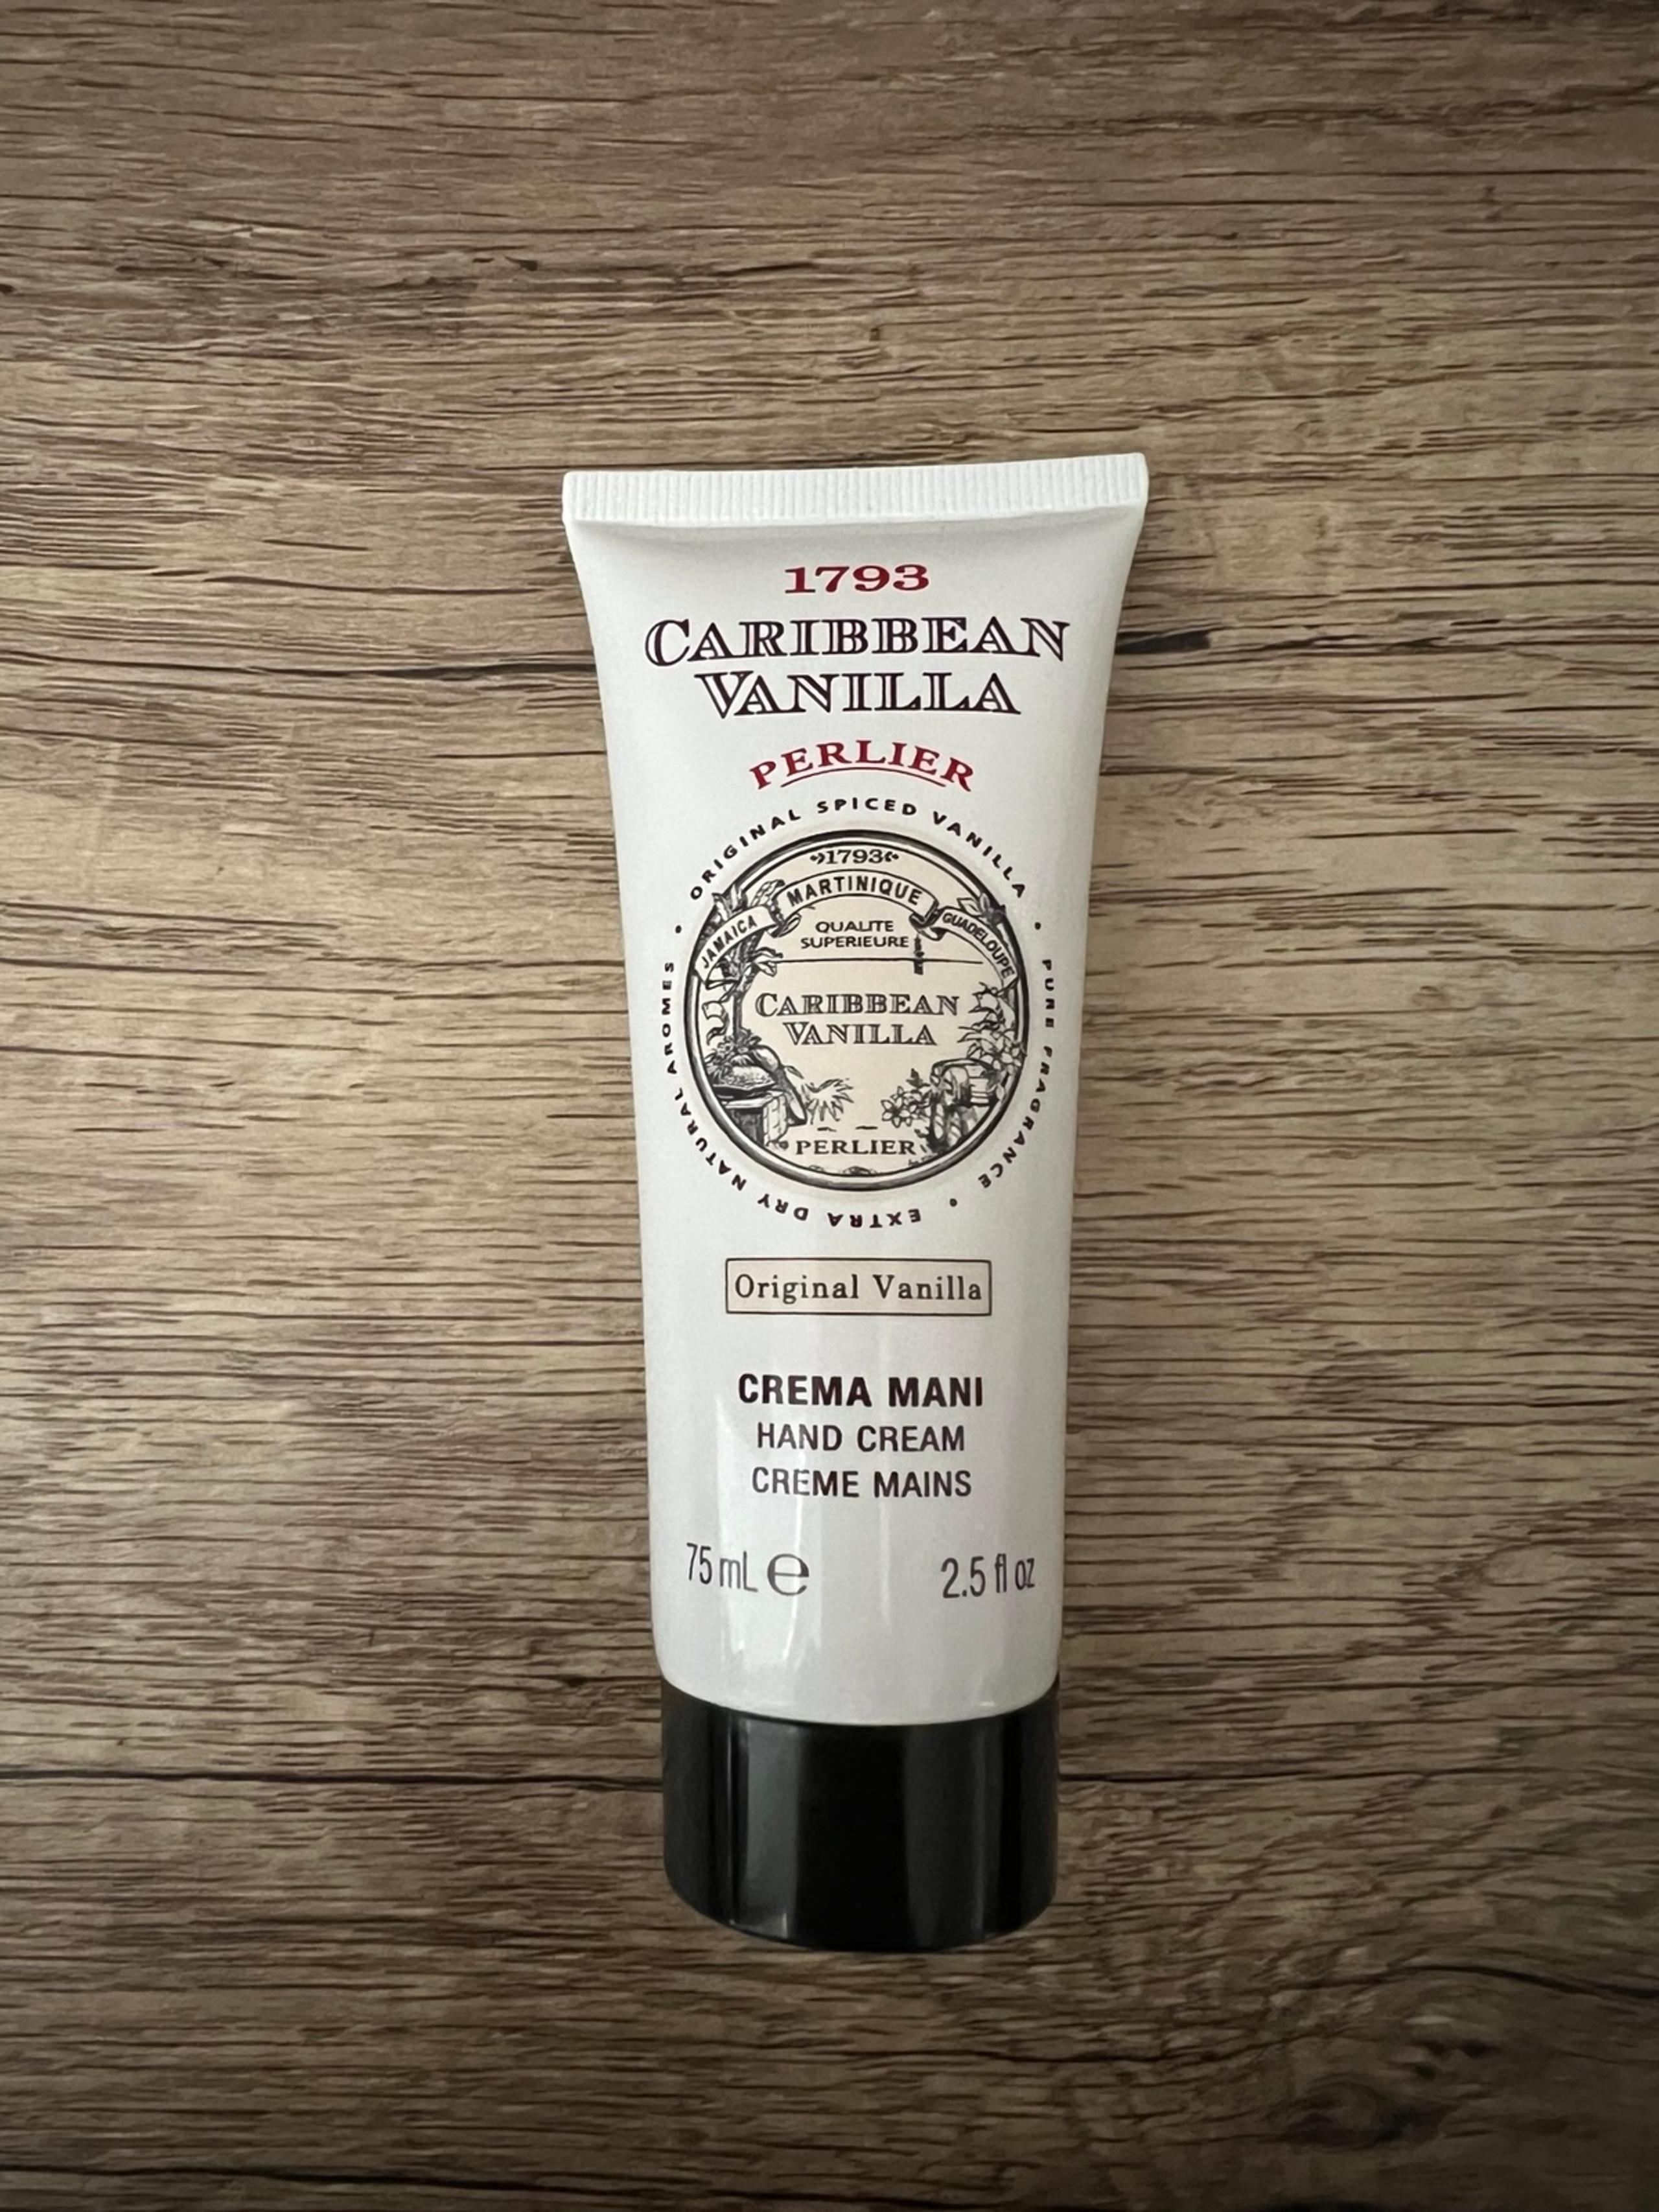 1793
CARIBBEAN
VANILLA
PERLIER
ORIGINAL SPICED VANILLA • PURE FRAGRANCE • EXTRA DRY NATURAL AROMES •
1793
JAMAICA MARTINIQUE GUADELOUPE
QUALITE
SUPERIEURE
CARIBBEAN
VANILLA
PERLIER
Original Vanilla
CREMA MANI
HAND CREAM
CREME MAINS
75 mL e 2.5 fl oz